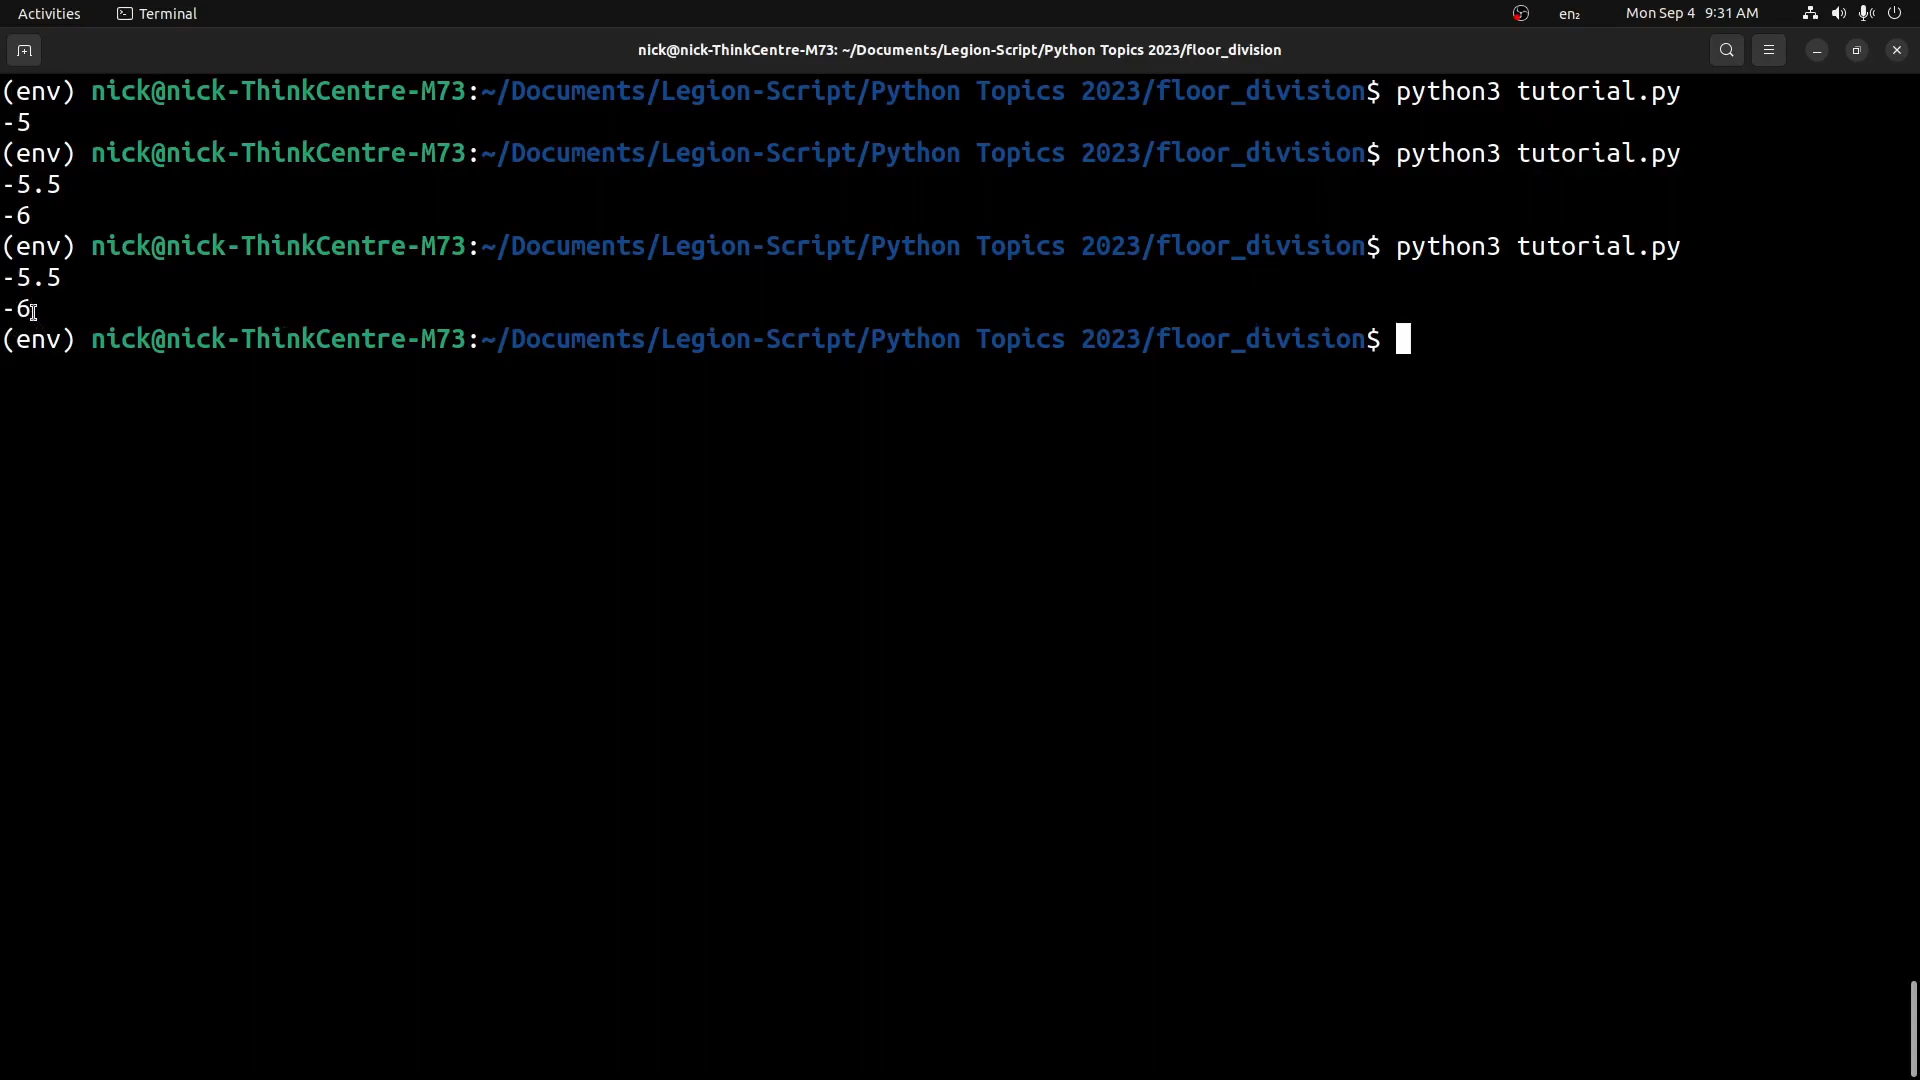 Activities Terminal en₂ Mon Sep 4 9:31 AM
nick@nick-ThinkCentre-M73: ~/Documents/Legion-Script/Python Topics 2023/floor_division
(env) nick@nick-ThinkCentre-M73:~/Documents/Legion-Script/Python Topics 2023/floor_division$ python3 tutorial.py
-5
(env) nick@nick-ThinkCentre-M73:~/Documents/Legion-Script/Python Topics 2023/floor_division$ python3 tutorial.py
-5.5
-6
(env) nick@nick-ThinkCentre-M73:~/Documents/Legion-Script/Python Topics 2023/floor_division$ python3 tutorial.py
-5.5
-6
(env) nick@nick-ThinkCentre-M73:~/Documents/Legion-Script/Python Topics 2023/floor_division$